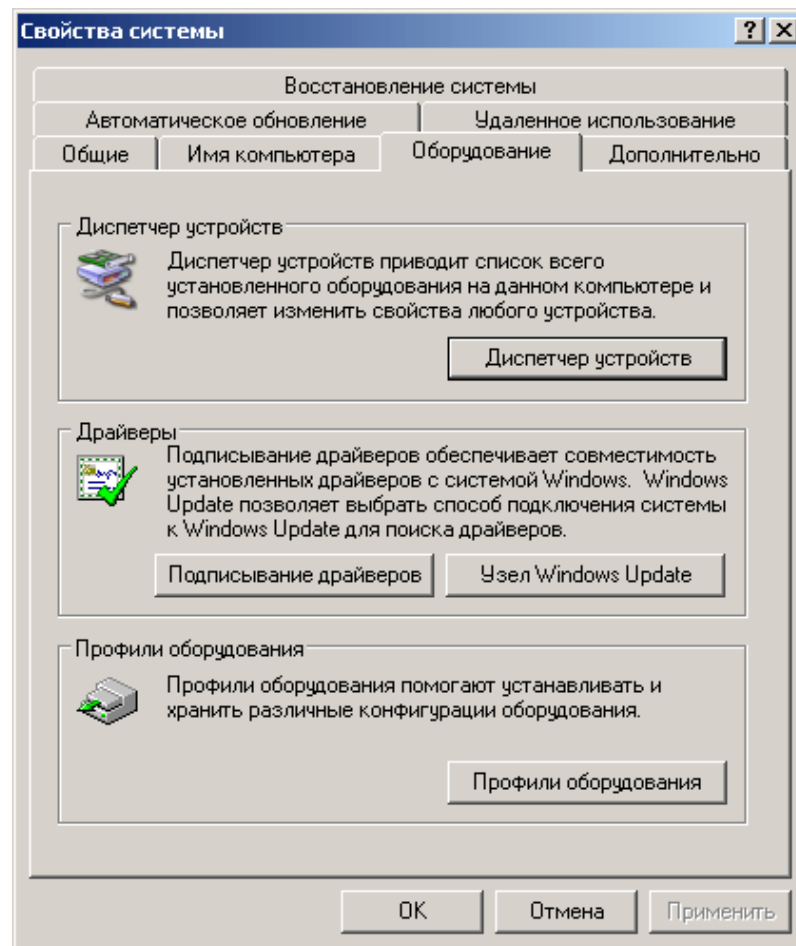 Свойства системы
Восстановление системы
Автоматическое обновление Удаленное использование
Общие Имя компьютера Оборудование Дополнительно
Диспетчер устройств
Диспетчер устройств приводит список всего
установленного оборудования на данном компьютере и
позволяет изменить свойства любого устройства.
Диспетчер устройств
Драйверы
Подписывание драйверов обеспечивает совместимость
установленных драйверов с системой Windows. Windows
Update позволяет выбрать способ подключения системы
к Windows Update для поиска драйверов.
Подписывание драйверов Узел Windows Update
Профили оборудования
Профили оборудования помогают устанавливать и
хранить различные конфигурации оборудования.
Профили оборудования
OK Отмена Применить